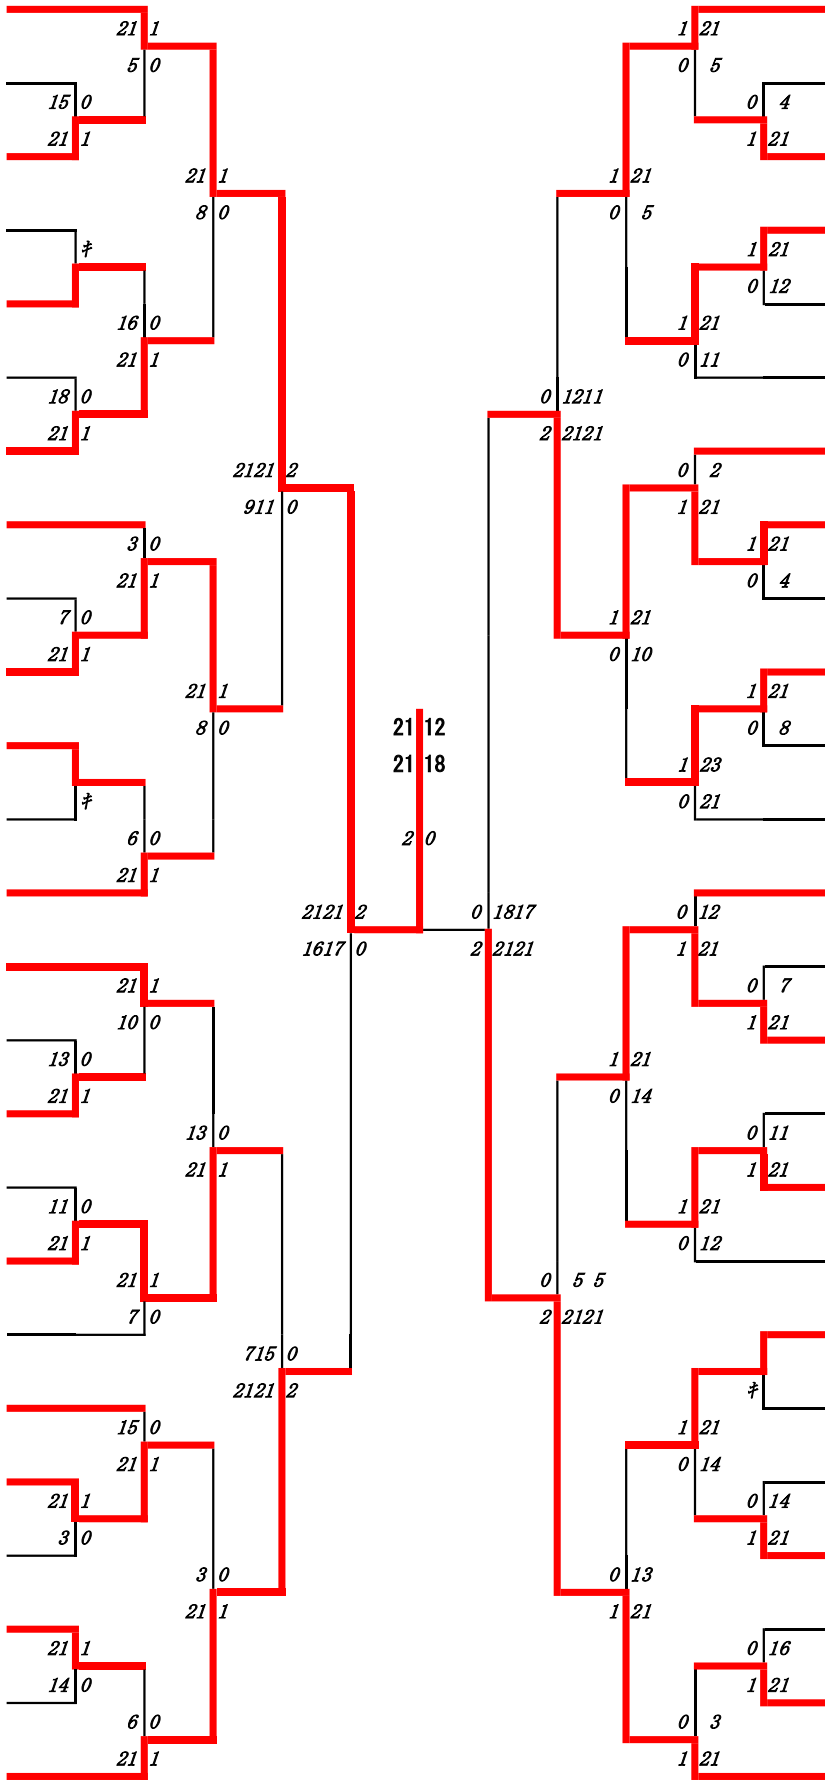 21 1 1 21
5 0 0 5
15 0 0 4
21 1 1 21
21 1 1 21
8 0 0 5
ｷ 1 21
0 12
16 0 1 21
21 1 0 11
18 0 0 1211
21 1 2 2121
2121 2 0 2
911 0 1 21
3 0 1 21
21 1 0 4
7 0 1 21
21 1 0 10
21 1 1 21
8 0 21 12 0 8
21 18 1 23
ｷ 0 21
6 0 2 0
21 1
2121 2 0 1817 0 12
1617 0 2 2121 1 21
21 1 0 7
10 0 1 21
13 0 1 21
21 1 0 14
13 0 0 11
21 1 1 21
11 0 1 21
21 1 0 12
21 1 0 5 5
7 0 2 2121
715 0
2121 2 ｷ
15 0 1 21
21 1 0 14
21 1 0 14
3 0 1 21
3 0 0 13
21 1 1 21
21 1 0 16
14 0 1 21
6 0 0 3
21 1 1 21